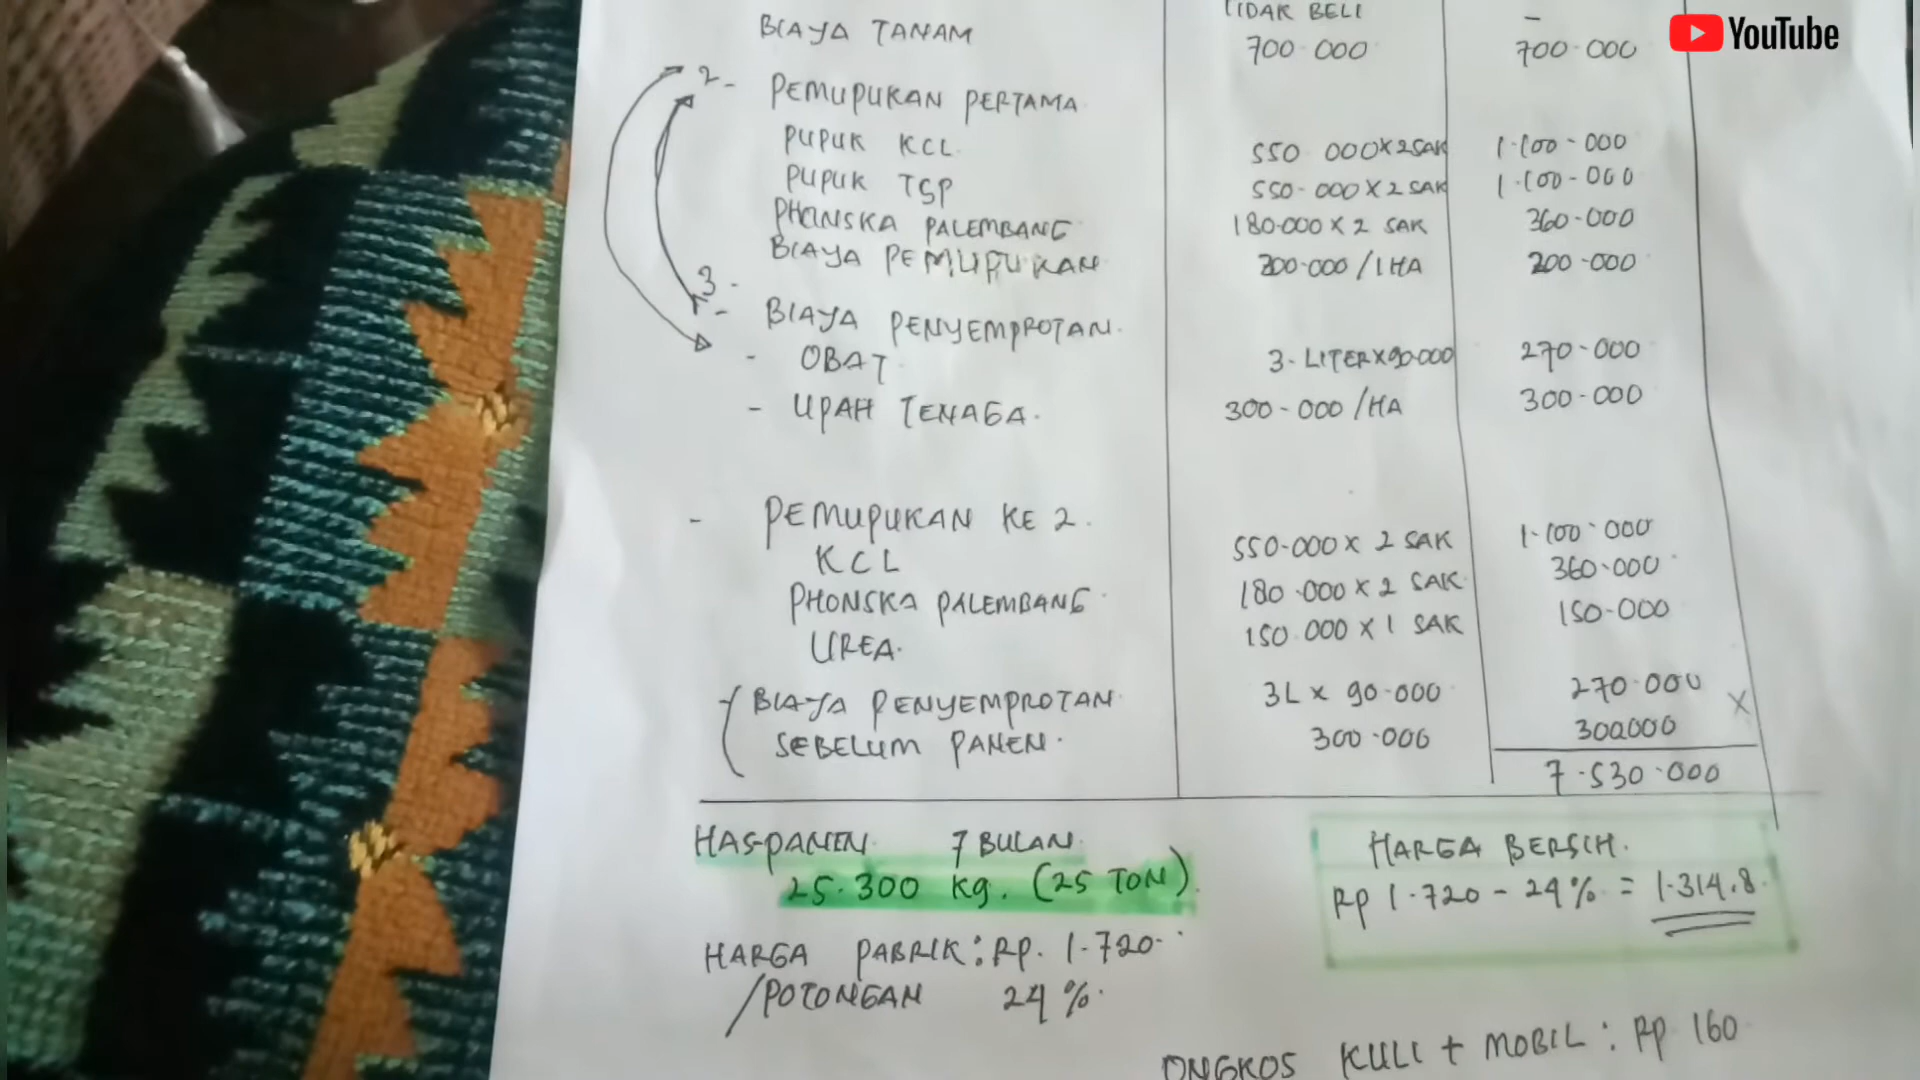 TIDAK BELI -
BIAYA TANAM 700.000 700.000
YouTube
2- PEMUPUKAN PERTAMA
PUPUK KCL 550 000 X 2 SAK 1.100-000
PUPUK TSP 550-000 X 2 SAK 1.100-000
PHONSKA PALEMBANG 180.000 X 2 SAK 360-000
BIAYA PEMUPUKAN 200-000 / 1 HA 200-000
3-
- BIAYA PENYEMPROTAN.
- OBAT 3- LITER X 90.000 270-000
- UPAH TENAGA. 300-000 /HA 300-000
- PEMUPUKAN KE 2.
KCL 550-000 X 2 SAK 1.100.000
PHONSKA PALEMBANG 180.000 X 2 SAK 360.000
UREA. 150.000 X 1 SAK 150-000
BIAYA PENYEMPROTAN 3L X 90.000 270.000 X
SEBELUM PANEN. 300.000 300.000
7.530.000
HAS-PANEN 7 BULAN.
25.300 kg. (25 TON).
HARGA BERSIH.
Rp 1.720 - 24% = 1.314.8
HARGA PABRIK : Rp. 1.720-
/POTONGAN 24 %.
ONGKOS KULI + MOBIL : Rp 160